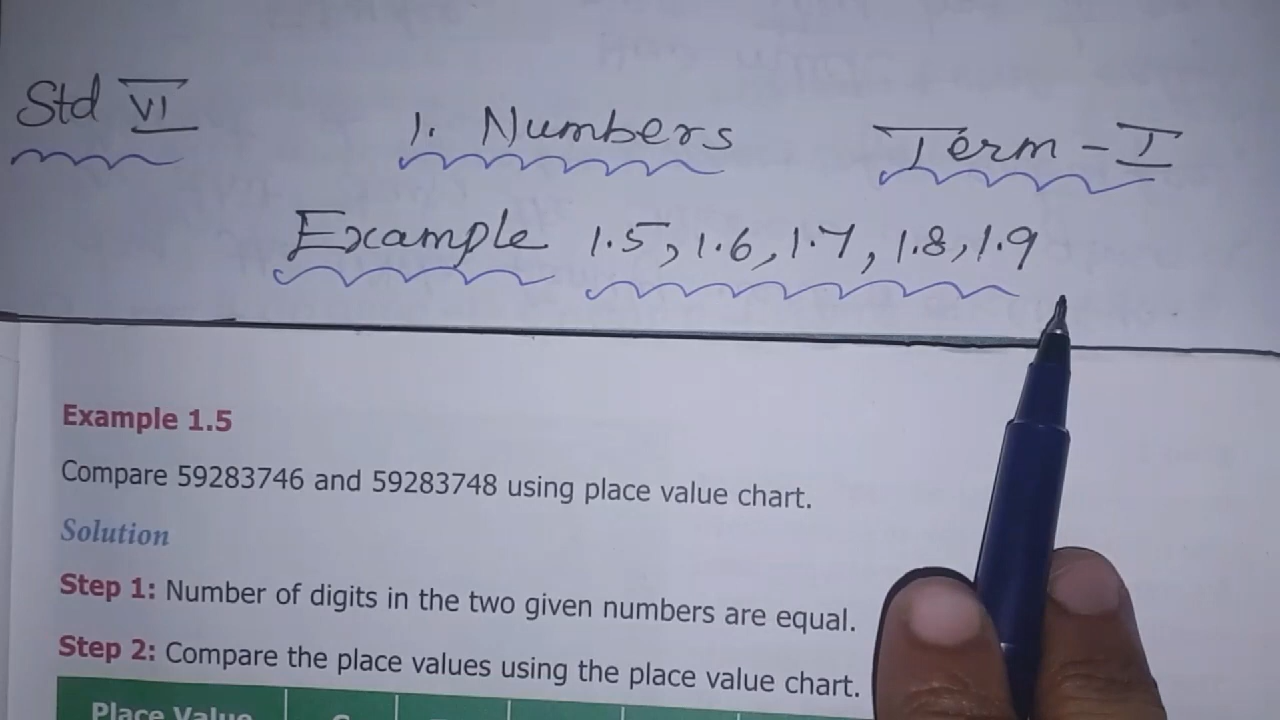 Std VI
1. Numbers
Term - I
Example 1.5, 1.6, 1.7, 1.8, 1.9
Example 1.5
Compare 59283746 and 59283748 using place value chart.
Solution
Step 1: Number of digits in the two given numbers are equal.
Step 2: Compare the place values using the place value chart.
Place Value